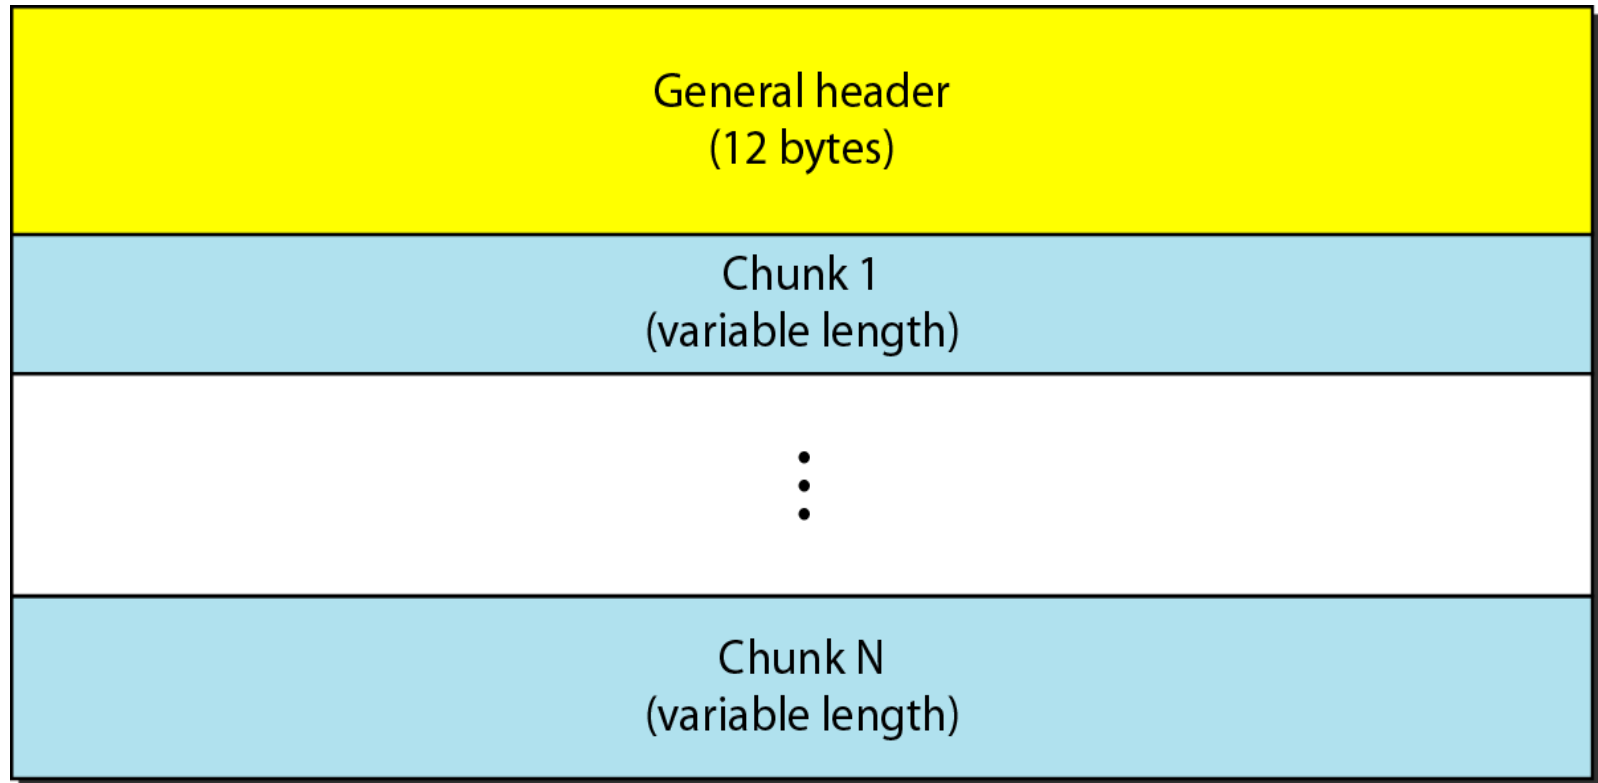 General header
(12 bytes)
Chunk 1
(variable length)
Chunk N
(variable length)